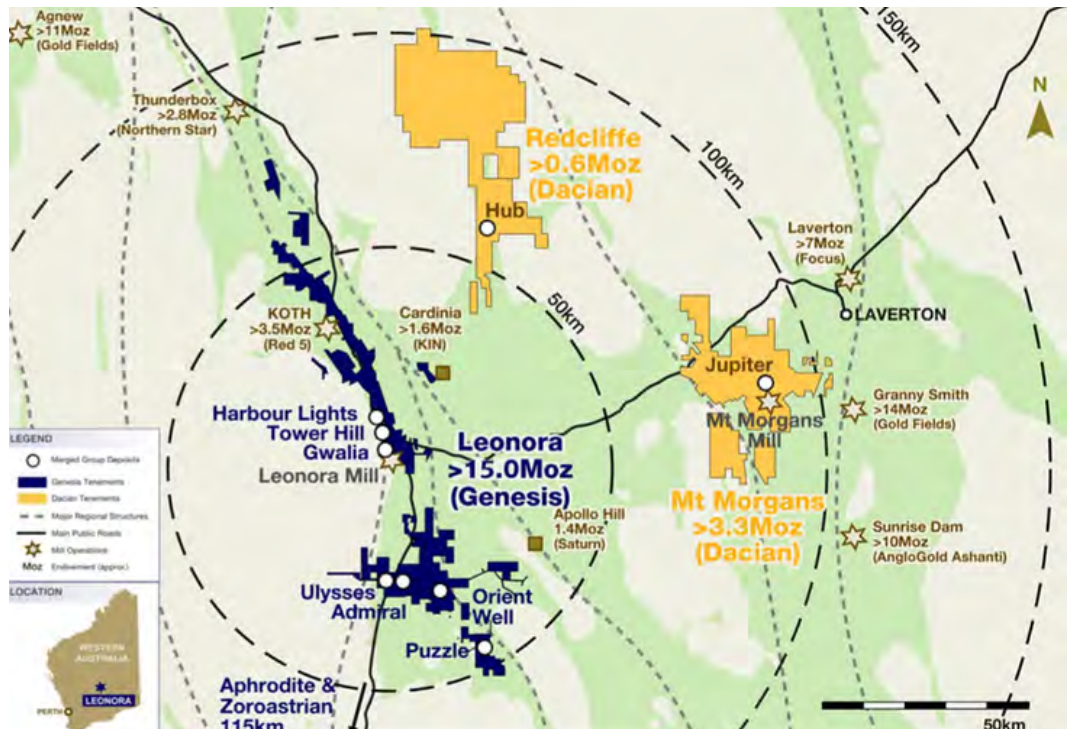 Agnew
>11Moz
(Gold Fields)
Thunderbox
>2.8Moz
(Northern Star)
Redcliffe
>0.6Moz
(Dacian)
Hub
150km
100km
50km
N
Laverton
>7Moz
(Focus)
LAVERTON
KOTH
>3.5Moz
(Red 5)
Cardinia
>1.6Moz
(KIN)
Jupiter
Mt Morgans
Mill
Granny Smith
>14Moz
(Gold Fields)
Harbour Lights
Tower Hill
Gwalia
Leonora Mill
Leonora
>15.0Moz
(Genesis)
Mt Morgans
>3.3Moz
(Dacian)
Apollo Hill
1.4Moz
(Saturn)
Sunrise Dam
>10Moz
(AngloGold Ashanti)
Ulysses
Admiral
Orient
Well
Puzzle
Aphrodite &
Zoroastrian
115km
LEGEND
Merged Group Deposits
Genesis Tenements
Dacian Tenements
Major Regional Structures
Main Public Roads
Mill Operations
Moz Endowment (approx.)
LOCATION
WESTERN
AUSTRALIA
LEONORA
PERTH
50km